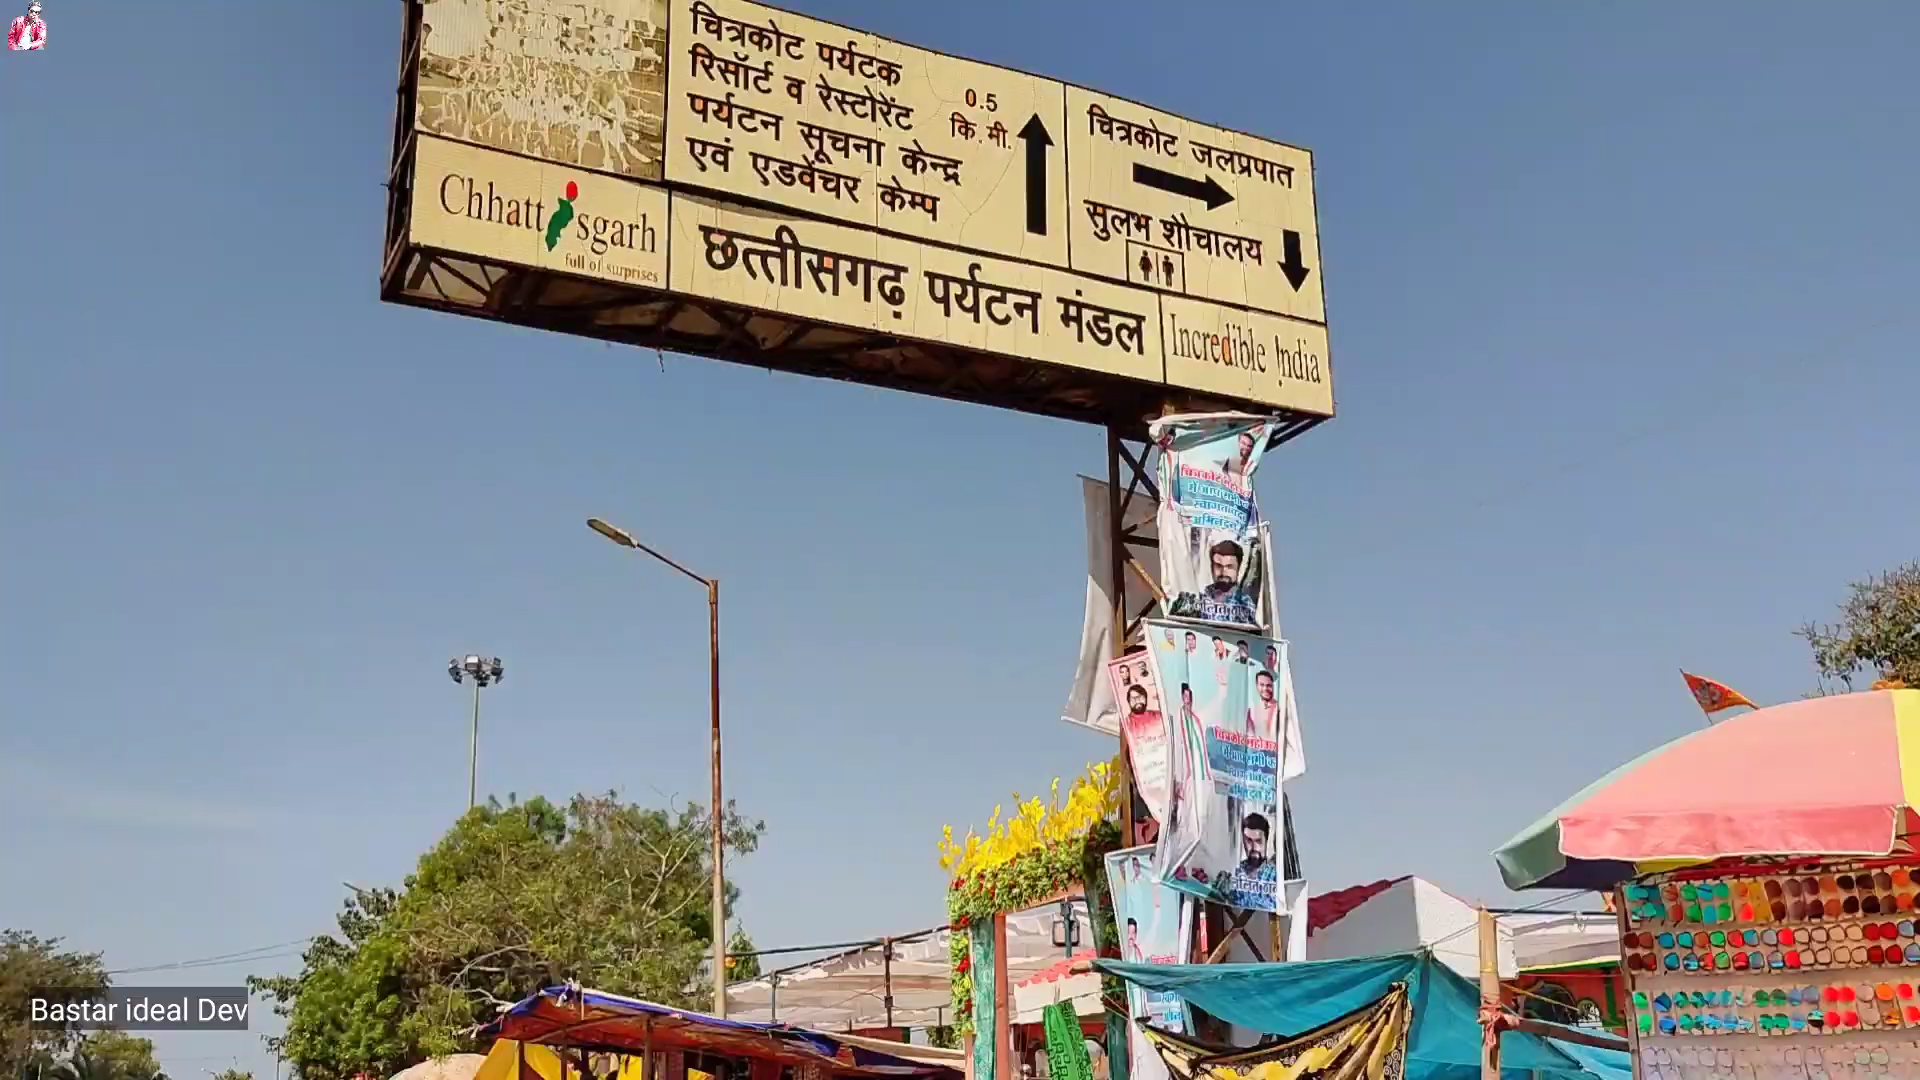 चित्रकोट पर्यटक
रिसॉर्ट व रेस्टोरेंट
पर्यटन सूचना केन्द्र
एवं एडवेंचर केम्प
0.5
कि.मी.
चित्रकोट जलप्रपात
सुलभ शौचालय
Chhattisgarh
full of surprises
छत्तीसगढ़ पर्यटन मंडल
Incredible India
Bastar ideal Dev